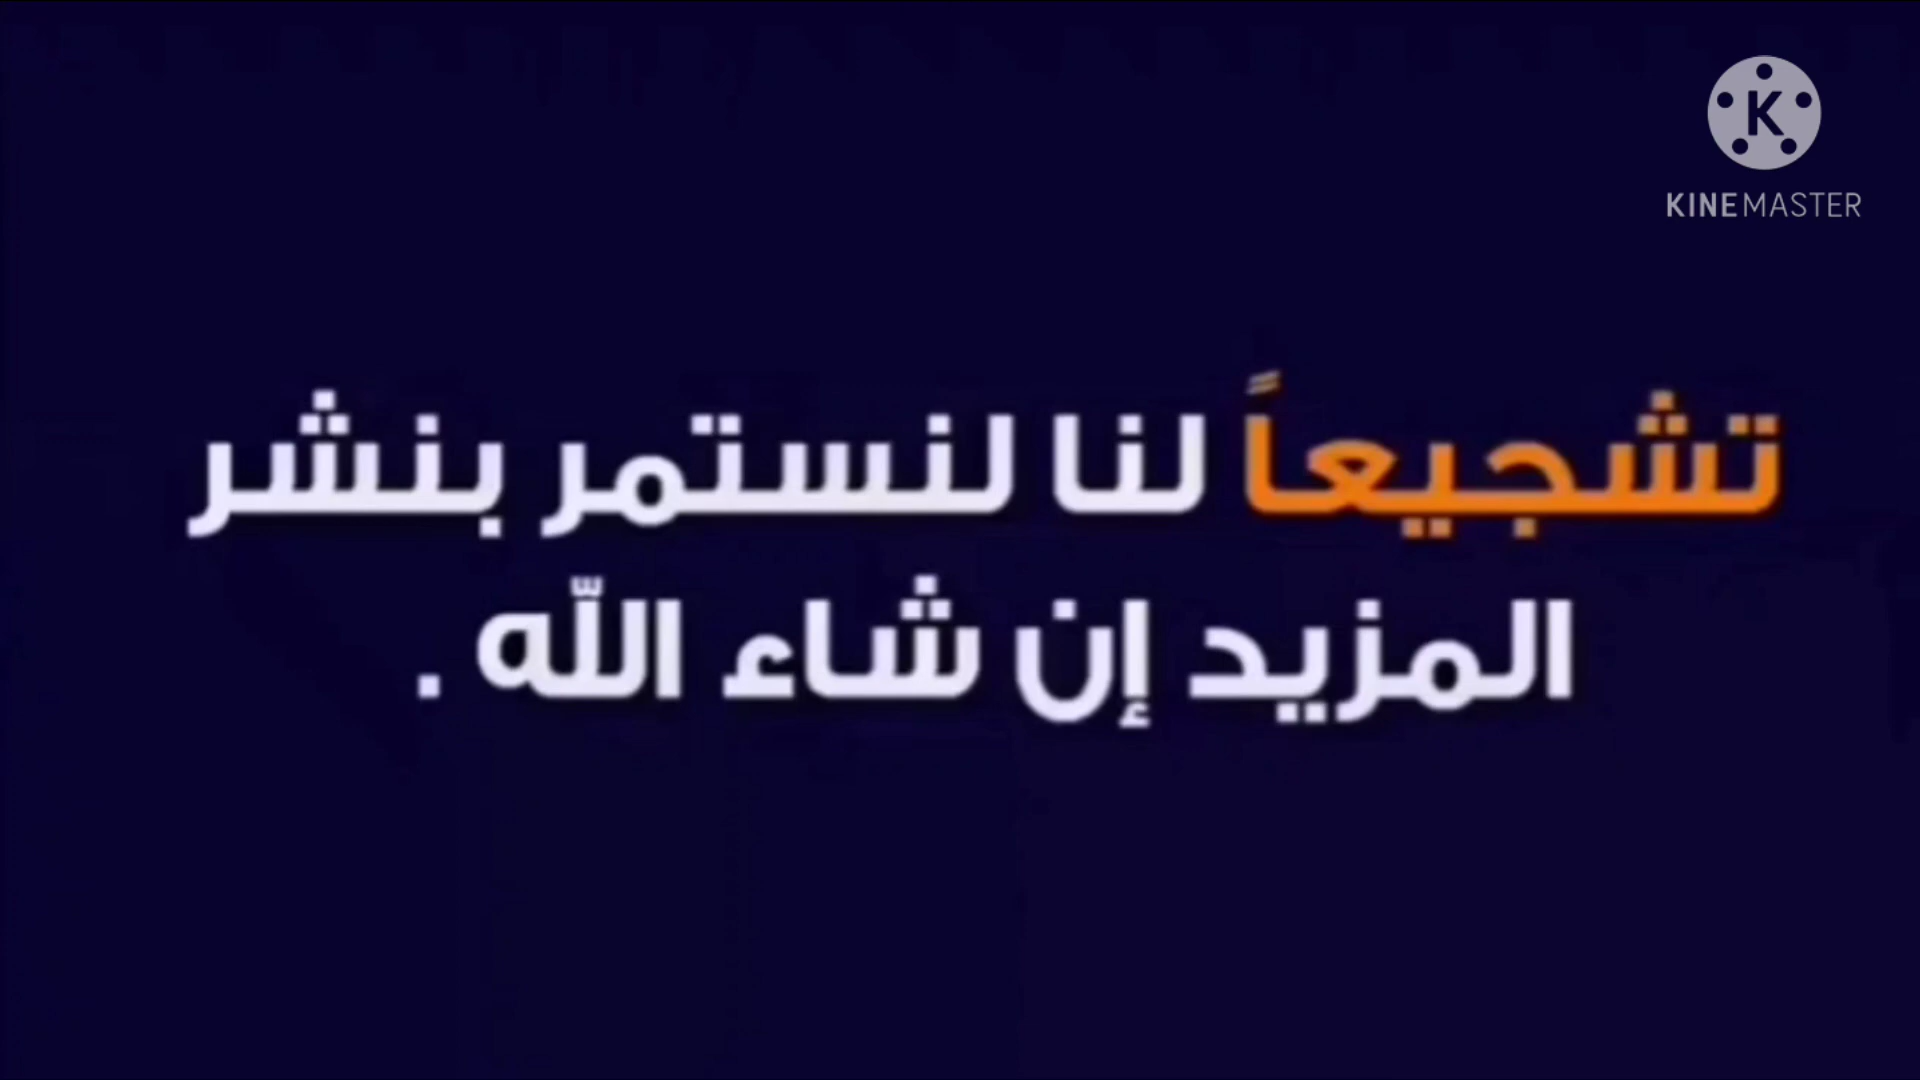 KINEMASTER
تشجيعاً لنا لنستمر بنشر
المزيد إن شاء اللّه .